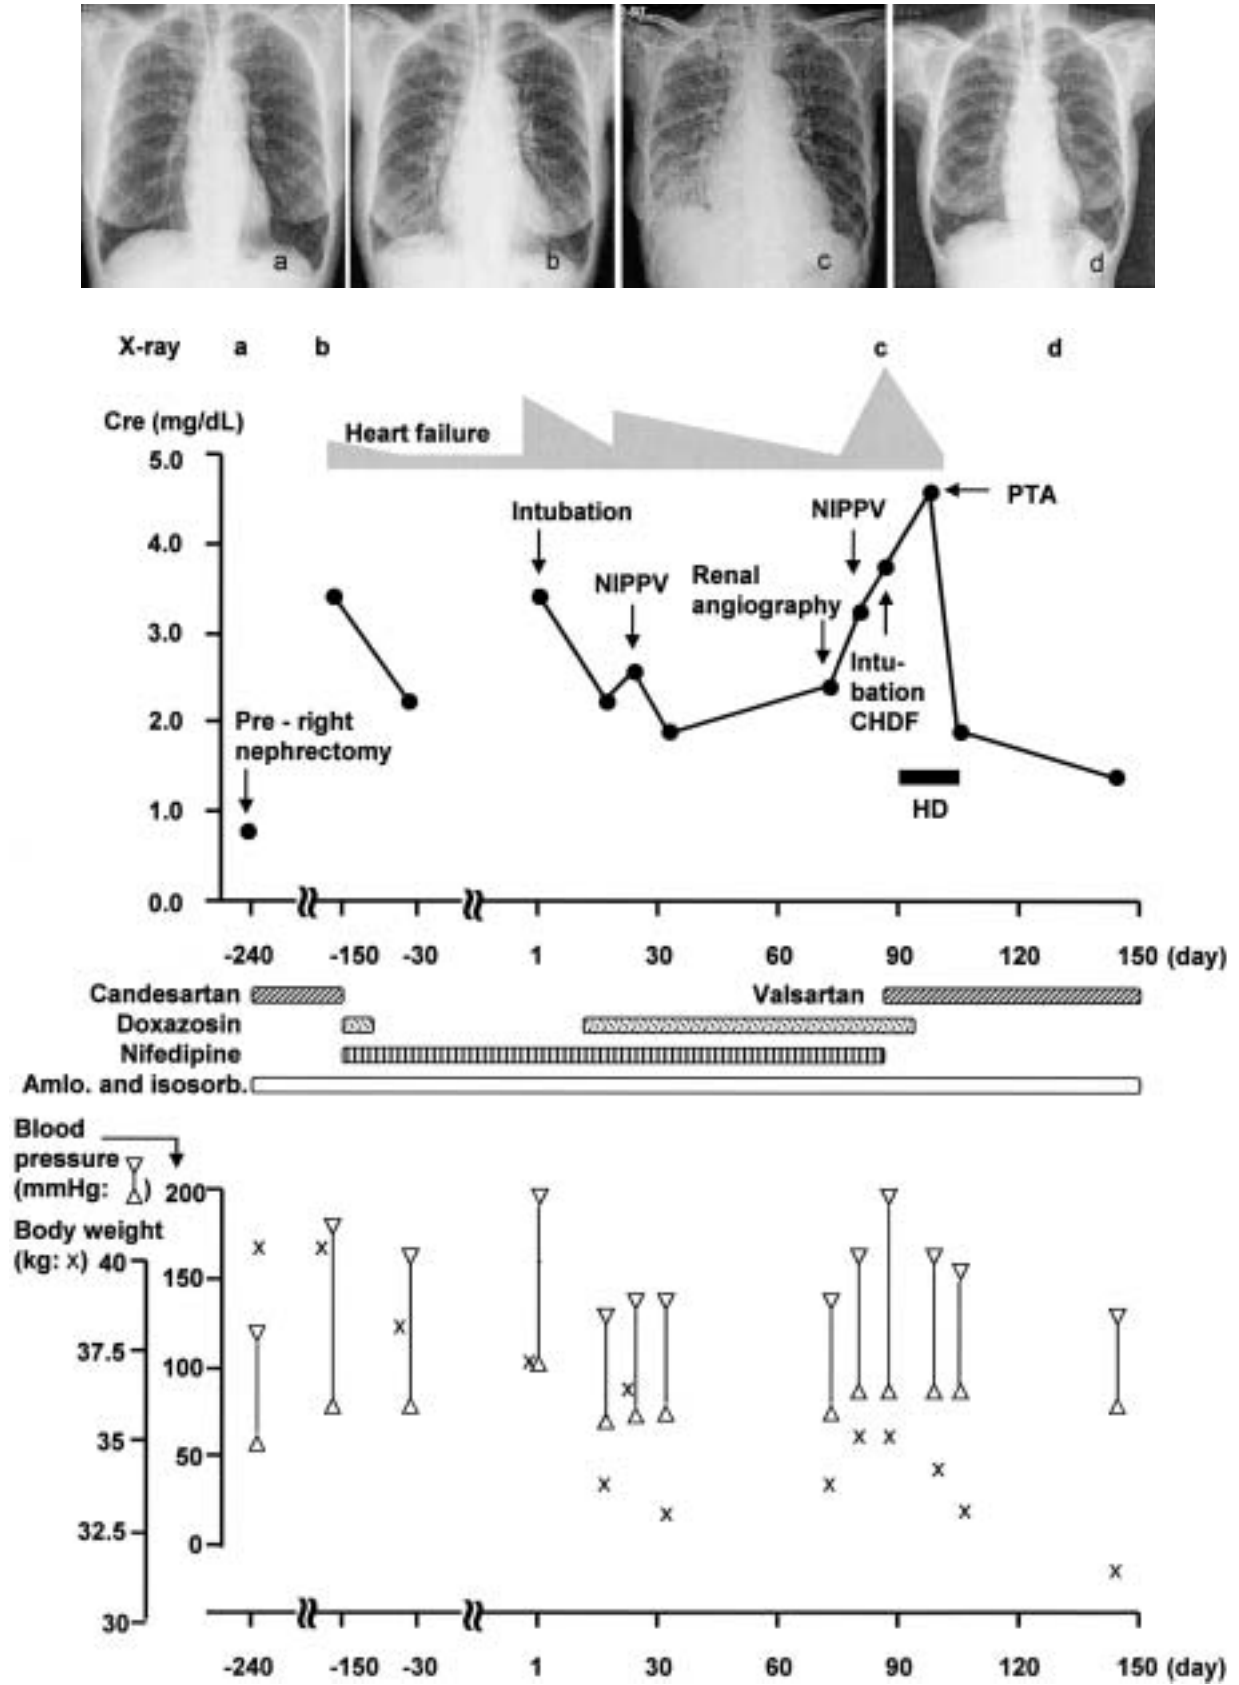 RT
a b c d
X-ray a b c d
Cre (mg/dL)
Heart failure
5.0
4.0
3.0
2.0
1.0
0.0
Intubation
NIPPV
Renal
angiography
NIPPV
PTA
Intu-
bation
CHDF
Pre - right
nephrectomy
HD
-240 -150 -30 1 30 60 90 120 150 (day)
Candesartan
Valsartan
Doxazosin
Nifedipine
Amlo. and isosorb.
Blood
pressure
(mmHg: )
Body weight
(kg: x)
200
150
100
50
0
40
37.5
35
32.5
30
-240 -150 -30 1 30 60 90 120 150 (day)